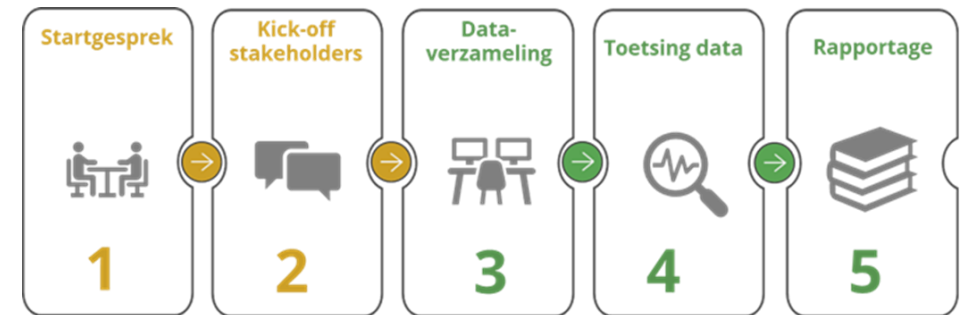 Startgesprek
Kick-off
stakeholders
Data-
verzameling
Toetsing data
Rapportage
1
2
3
4
5